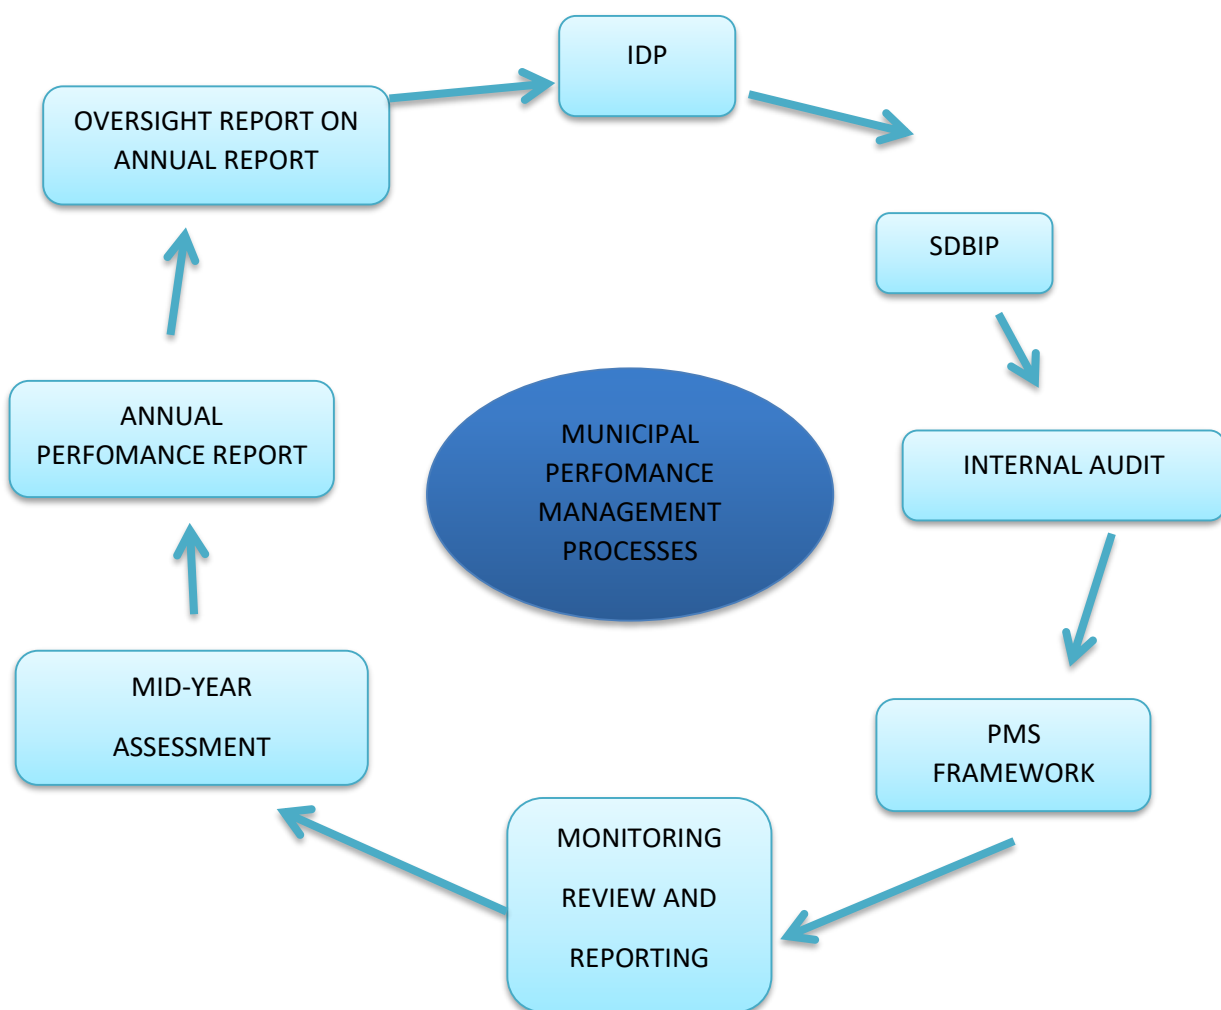 IDP
OVERSIGHT REPORT ON
ANNUAL REPORT
SDBIP
ANNUAL
PERFOMANCE REPORT
MUNICIPAL
PERFOMANCE
MANAGEMENT
PROCESSES
INTERNAL AUDIT
MID-YEAR
ASSESSMENT
PMS
FRAMEWORK
MONITORING
REVIEW AND
REPORTING